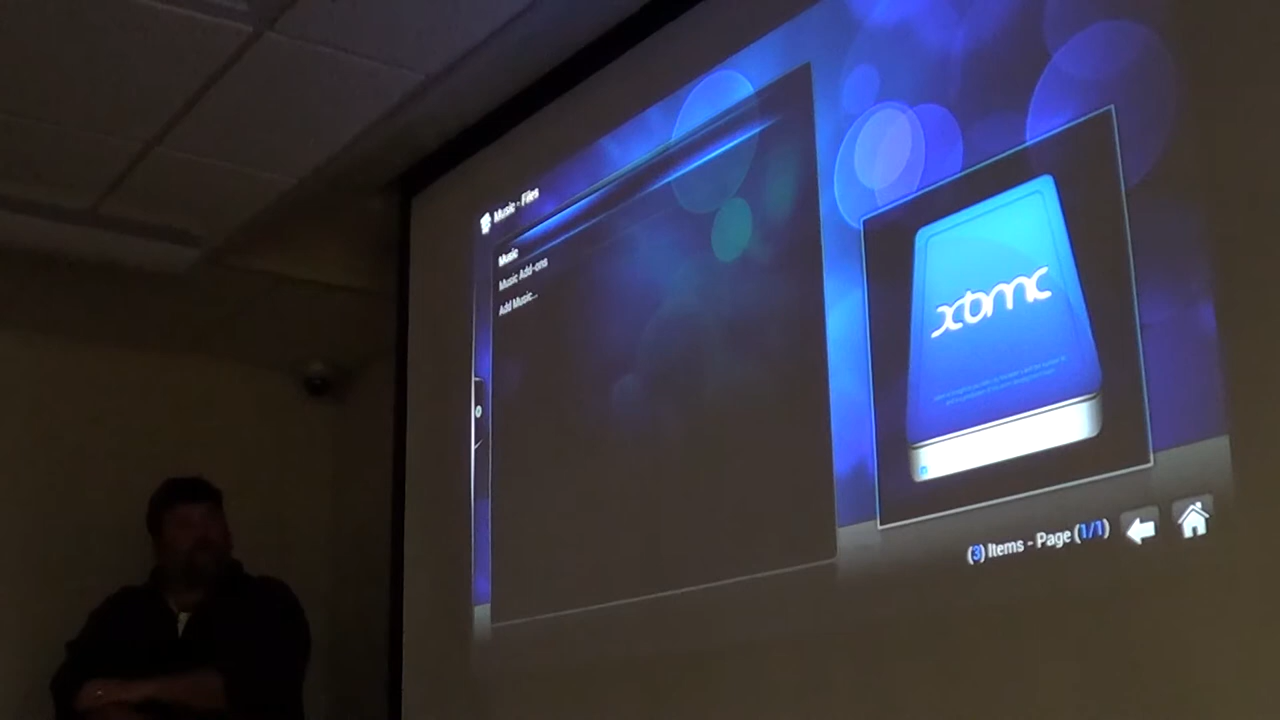 Music - Files
Music
Music Add-ons
Add Music...
xbmc
(3) Items - Page (1/1)